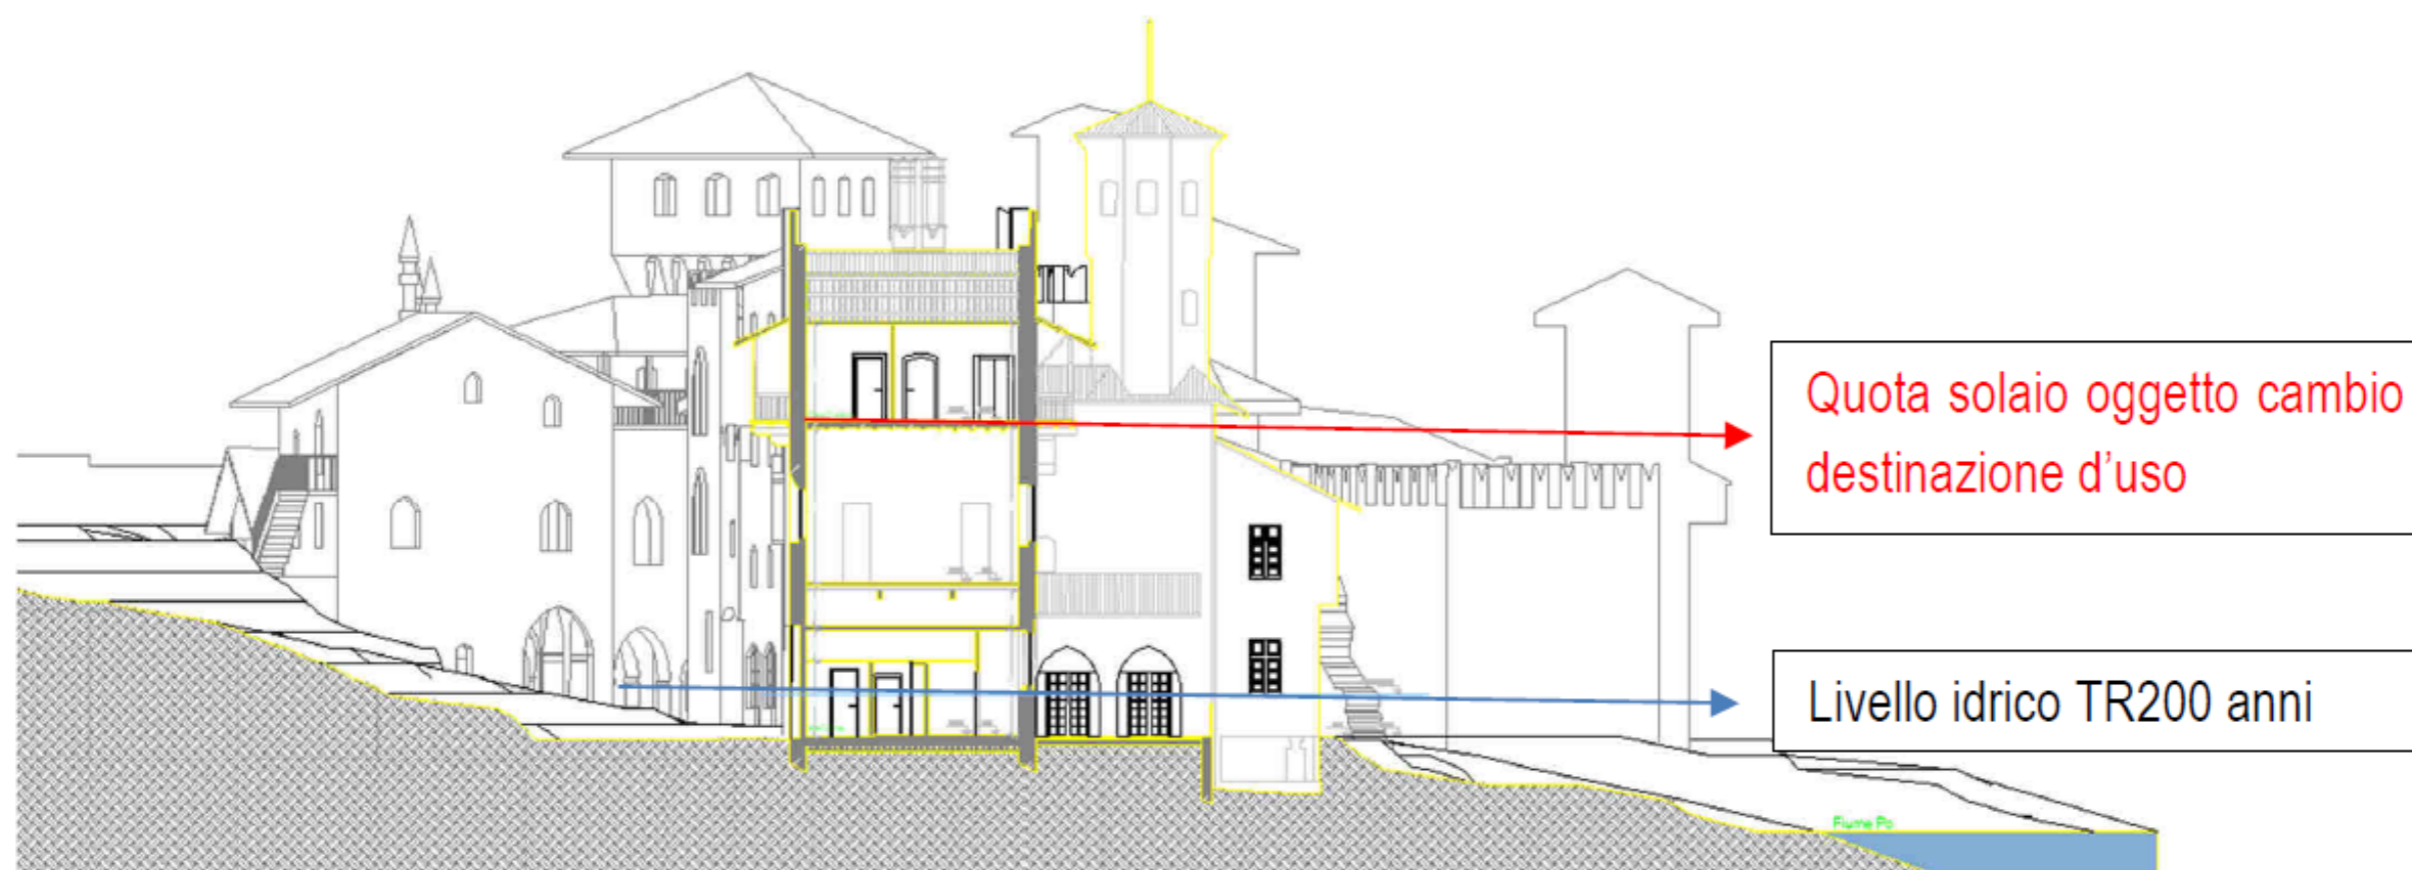 Quota solaio oggetto cambio
destinazione d'uso
Livello idrico TR200 anni
Fiume Po